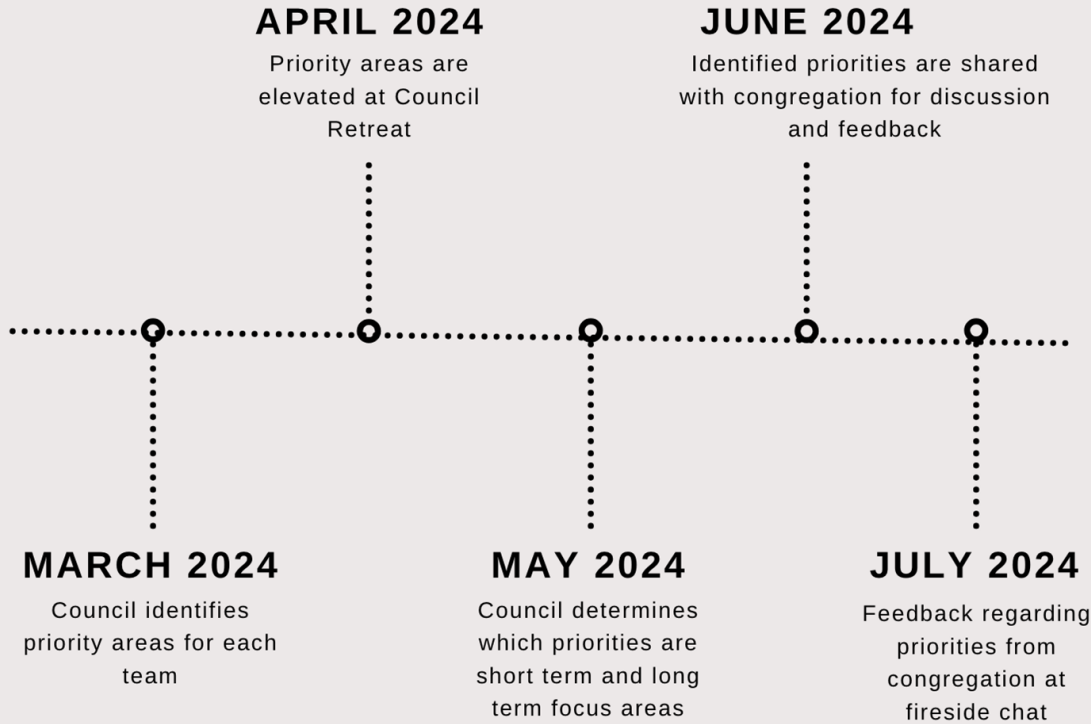 APRIL 2024
Priority areas are
elevated at Council
Retreat
JUNE 2024
Identified priorities are shared
with congregation for discussion
and feedback
MARCH 2024
Council identifies
priority areas for each
team
MAY 2024
Council determines
which priorities are
short term and long
term focus areas
JULY 2024
Feedback regarding
priorities from
congregation at
fireside chat